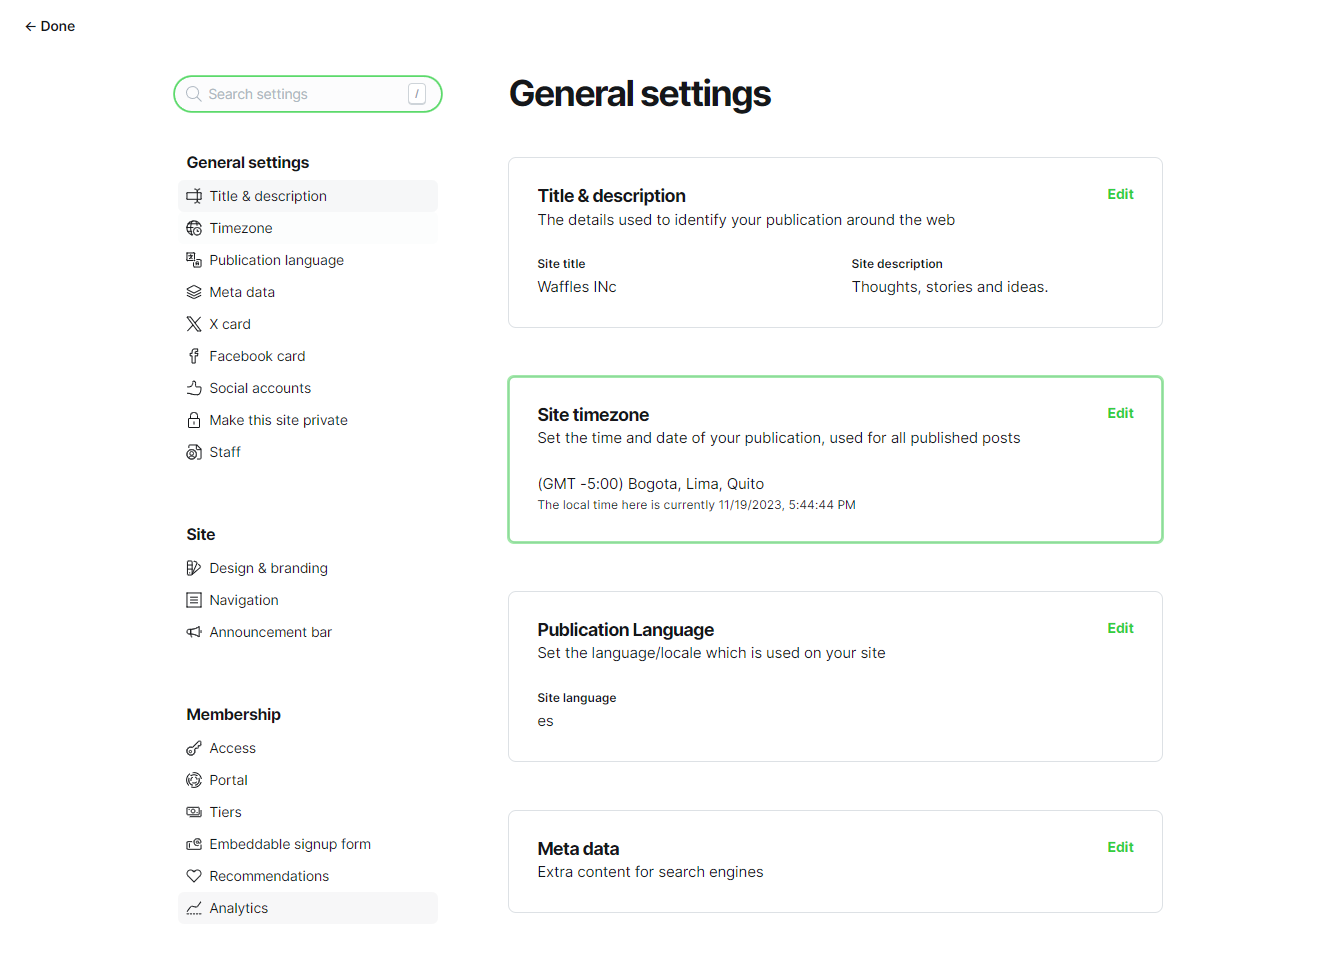 ← Done
Search settings /
General settings
Title & description
Timezone
Publication language
Meta data
X card
Facebook card
Social accounts
Make this site private
Staff
Site
Design & branding
Navigation
Announcement bar
Membership
Access
Portal
Tiers
Embeddable signup form
Recommendations
Analytics
General settings
Title & description
Edit
The details used to identify your publication around the web
Site title
Waffles INc
Site description
Thoughts, stories and ideas.
Site timezone
Edit
Set the time and date of your publication, used for all published posts
(GMT -5:00) Bogota, Lima, Quito
The local time here is currently 11/19/2023, 5:44:44 PM
Publication Language
Edit
Set the language/locale which is used on your site
Site language
es
Meta data
Edit
Extra content for search engines